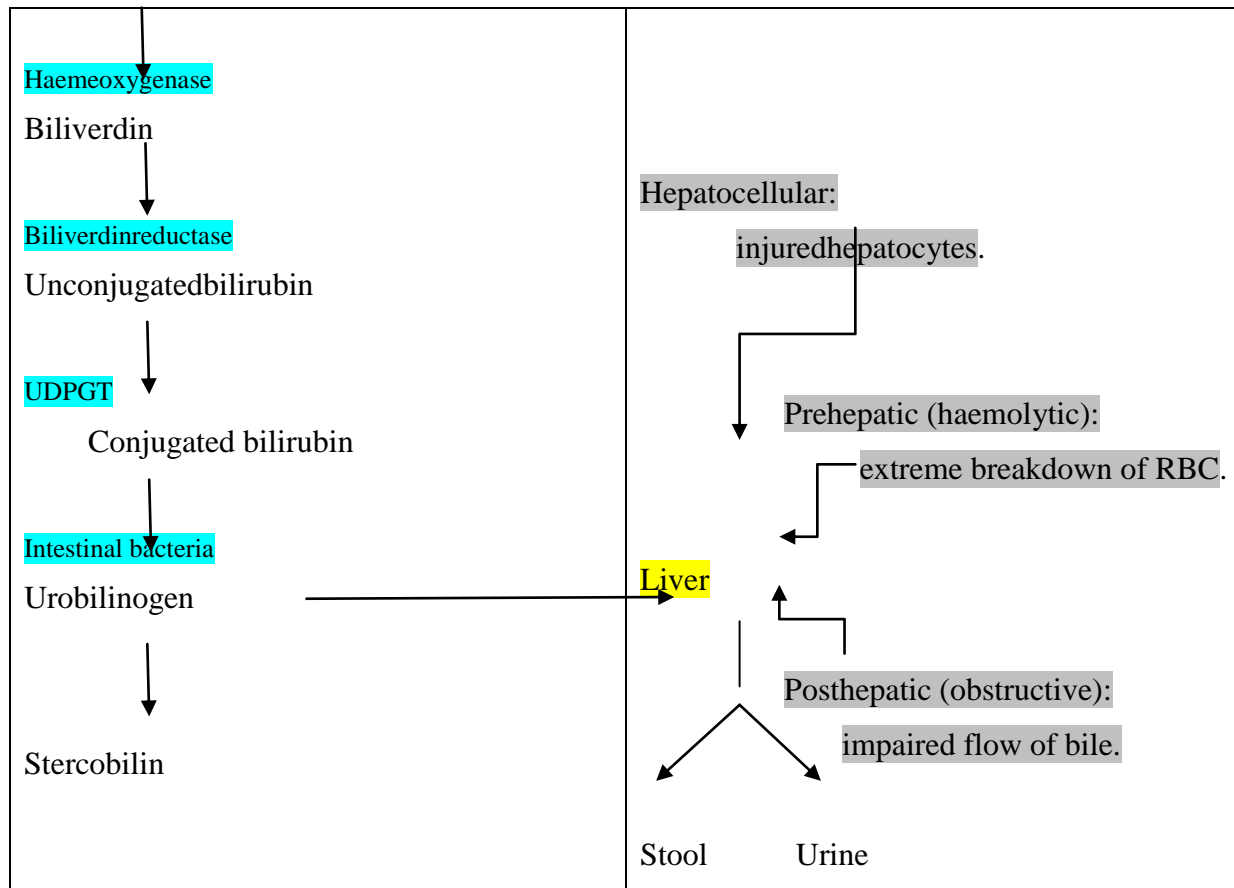 Haemeoxygenase
Biliverdin
Biliverdinreductase
Unconjugatedbilirubin
UDPGT
Conjugated bilirubin
Intestinal bacteria
Urobilinogen
Stercobilin
Hepatocellular:
injuredhepatocytes.
Prehepatic (haemolytic):
extreme breakdown of RBC.
Liver
Posthepatic (obstructive):
impaired flow of bile.
Stool Urine